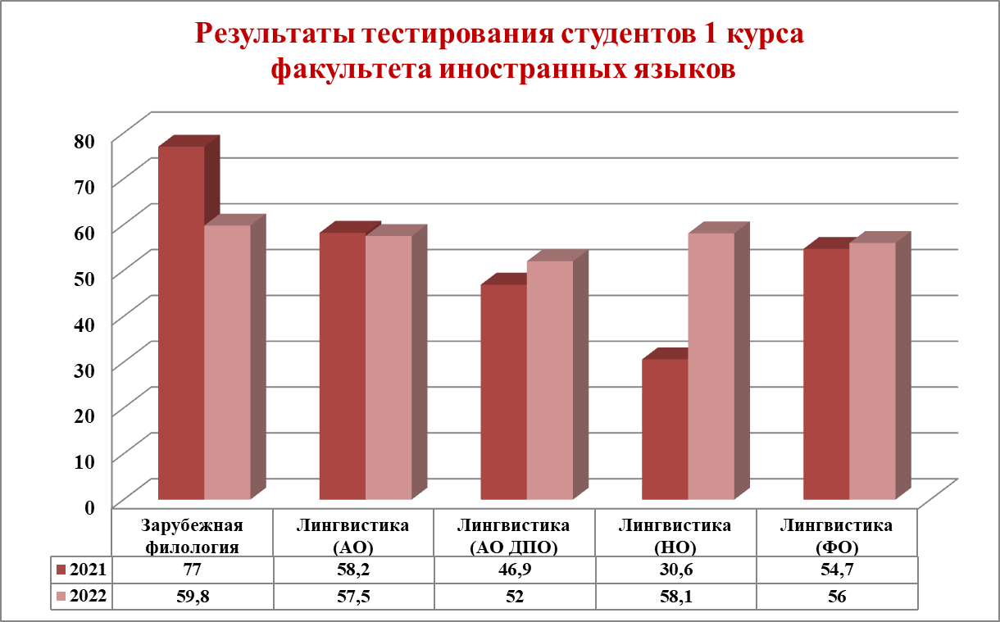 Результаты тестирования студентов 1 курса
факультета иностранных языков
80
70
60
50
40
30
20
10
0
Зарубежная филология
Лингвистика (АО)
Лингвистика (АО ДПО)
Лингвистика (НО)
Лингвистика (ФО)
2021 77 58,2 46,9 30,6 54,7
2022 59,8 57,5 52 58,1 56